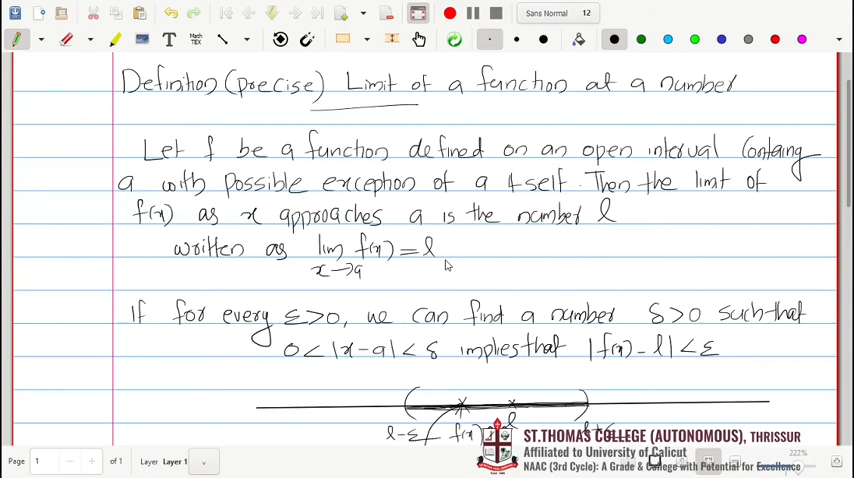 Sans Normal 12
T MATH TEX
Definition (precise) Limit of a function at a number
Let f be a function defined on an open interval Containg
a with possible exception of a itself. Then the limit of
f(x) as x approaches a is the number l
written as lim f(x) = l
x→a
If for every ε>0, we can find a number δ>0 such that
0<|x-a|<δ implies that |f(x)-l|<ε
l
l-ε f(x) l+ε
ST.THOMAS COLLEGE (AUTONOMOUS), THRISSUR
Affiliated to University of Calicut
NAAC (3rd Cycle): A Grade & College with Potential for Excellence
Page 1 of 1 Layer Layer 1 222%